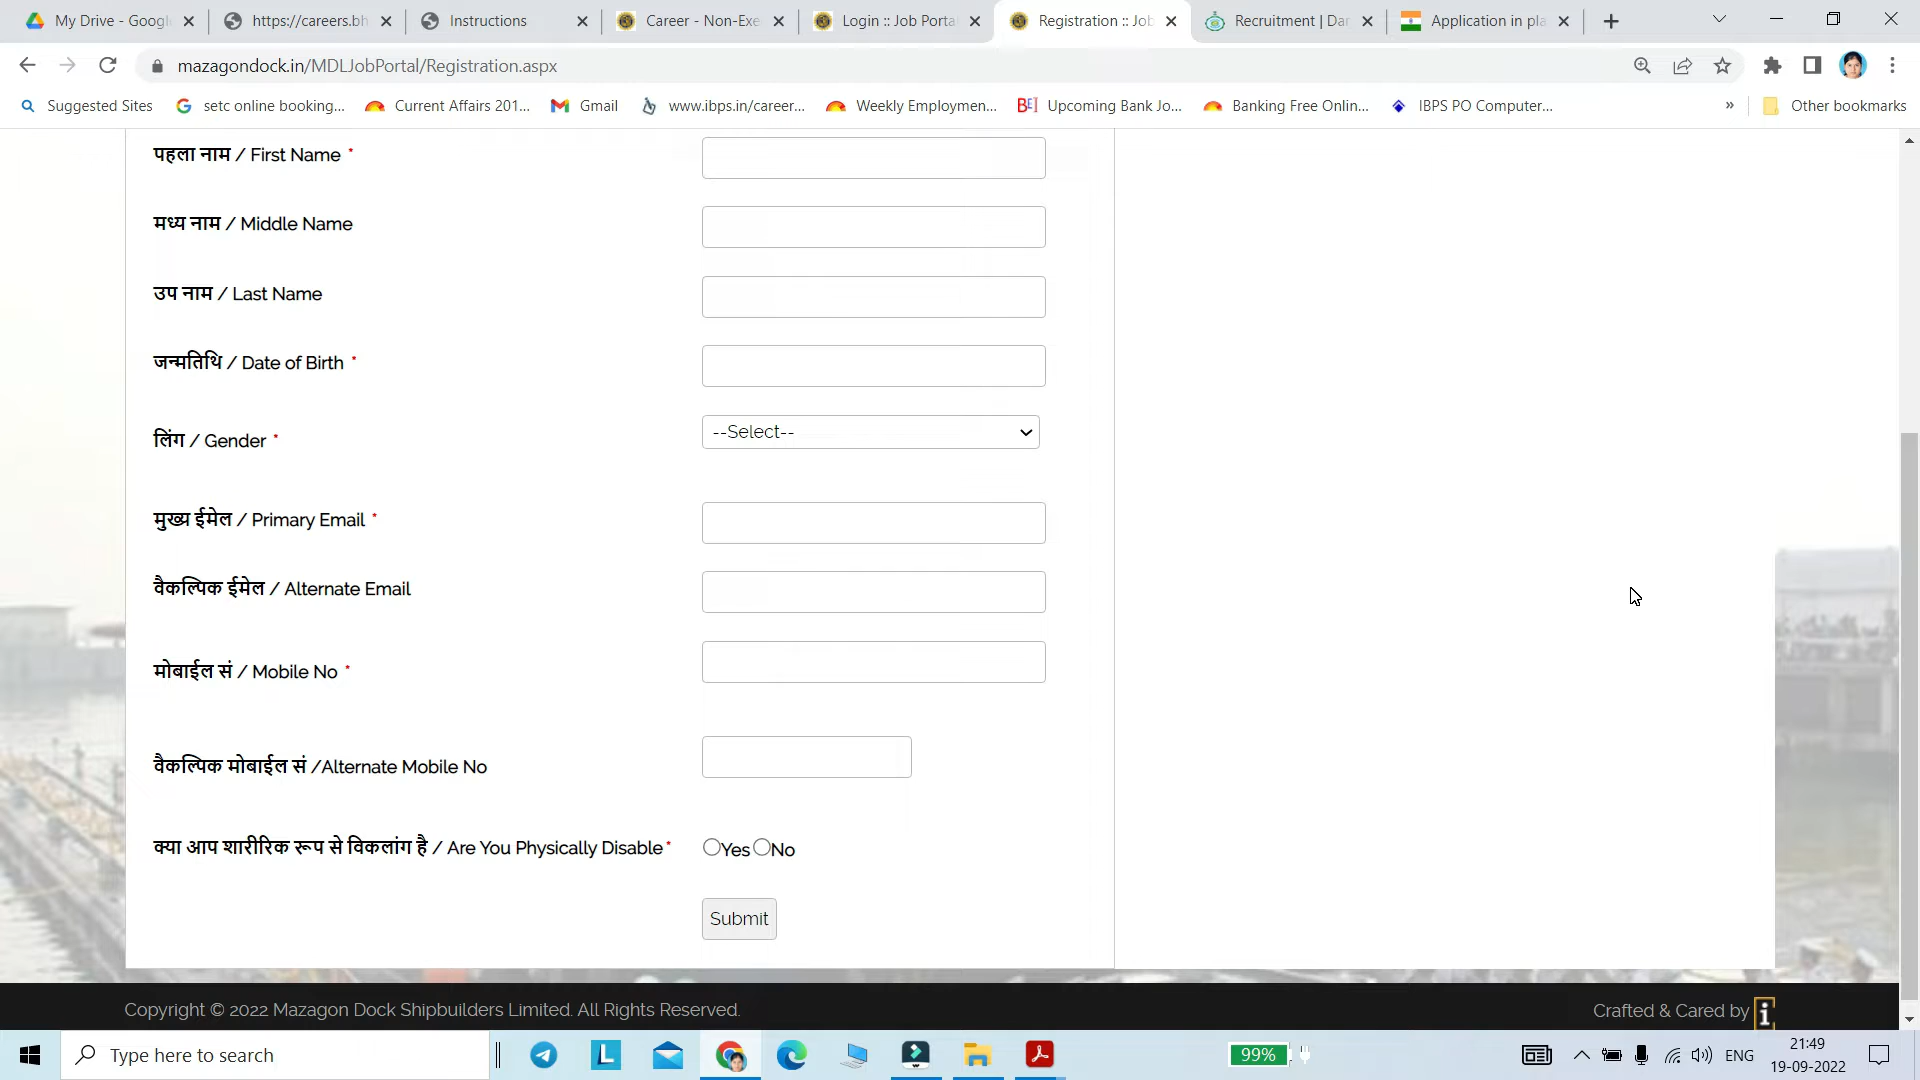 My Drive - Googl
https://careers.bh
Instructions
Career - Non-Exe
Login :: Job Porta
Registration :: Job
Recruitment | Dar
Application in pla
mazagondock.in/MDLJobPortal/Registration.aspx
Suggested Sites
setc online booking...
Current Affairs 201...
Gmail
www.ibps.in/career...
Weekly Employmen...
BEI Upcoming Bank Jo...
Banking Free Onlin...
IBPS PO Computer...
»
Other bookmarks
पहला नाम / First Name *
मध्य नाम / Middle Name
उप नाम / Last Name
जन्मतिथि / Date of Birth *
लिंग / Gender *
--Select--
मुख्य ईमेल / Primary Email *
वैकल्पिक ईमेल / Alternate Email
मोबाईल सं / Mobile No *
वैकल्पिक मोबाईल सं /Alternate Mobile No
क्या आप शारीरिक रूप से विकलांग है / Are You Physically Disable*
Yes No
Submit
Copyright © 2022 Mazagon Dock Shipbuilders Limited. All Rights Reserved.
Crafted & Cared by i
Type here to search
L
99%
ENG
21:49
19-09-2022